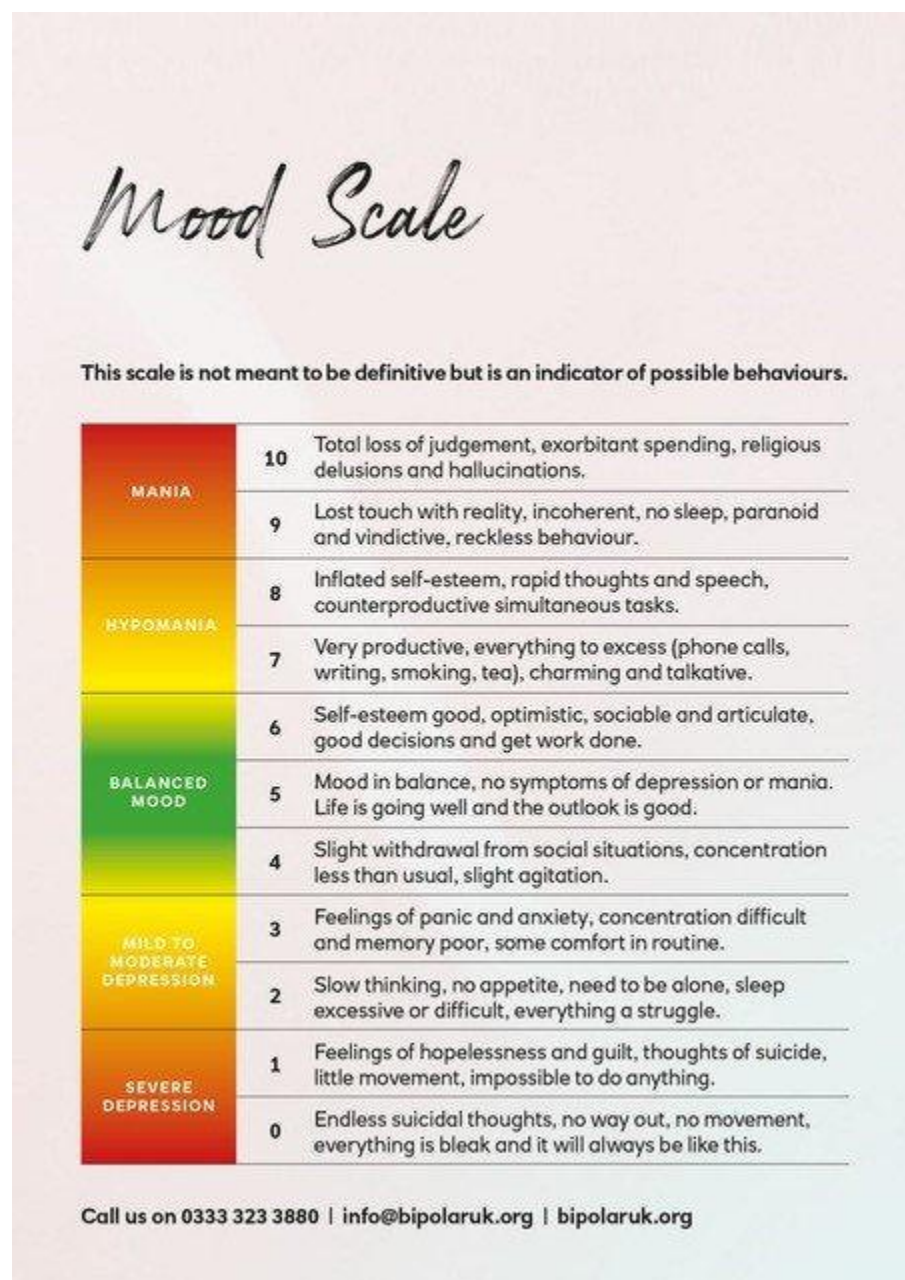 Mood Scale
This scale is not meant to be definitive but is an indicator of possible behaviours.
MANIA
10
Total loss of judgement, exorbitant spending, religious
delusions and hallucinations.
9
Lost touch with reality, incoherent, no sleep, paranoid
and vindictive, reckless behaviour.
HYPOMANIA
8
Inflated self-esteem, rapid thoughts and speech,
counterproductive simultaneous tasks.
7
Very productive, everything to excess (phone calls,
writing, smoking, tea), charming and talkative.
BALANCED
MOOD
6
Self-esteem good, optimistic, sociable and articulate,
good decisions and get work done.
5
Mood in balance, no symptoms of depression or mania.
Life is going well and the outlook is good.
4
Slight withdrawal from social situations, concentration
less than usual, slight agitation.
MILD TO
MODERATE
DEPRESSION
3
Feelings of panic and anxiety, concentration difficult
and memory poor, some comfort in routine.
2
Slow thinking, no appetite, need to be alone, sleep
excessive or difficult, everything a struggle.
SEVERE
DEPRESSION
1
Feelings of hopelessness and guilt, thoughts of suicide,
little movement, impossible to do anything.
0
Endless suicidal thoughts, no way out, no movement,
everything is bleak and it will always be like this.
Call us on 0333 323 3880 | info@bipolaruk.org | bipolaruk.org